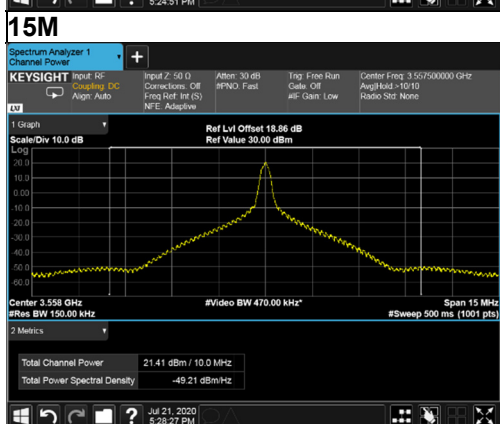 5:24:51 PM
15M
Spectrum Analyzer 1
Channel Power
+
KEYSIGHT
Input: RF
Coupling: DC
Align: Auto
Input Z: 50 Ω
Corrections: Off
Freq Ref: Int (S)
NFE: Adaptive
Atten: 30 dB
#PNO: Fast
Trig: Free Run
Gate: Off
#IF Gain: Low
Center Freq: 3.557500000 GHz
Avg|Hold:>10/10
Radio Std: None
LXI
1 Graph
Scale/Div 10.0 dB
Ref Lvl Offset 18.86 dB
Ref Value 30.00 dBm
Log
20.0
10.0
0.00
-10.0
-20.0
-30.0
-40.0
-50.0
-60.0
Center 3.558 GHz
#Res BW 150.00 kHz
#Video BW 470.00 kHz*
Span 15 MHz
#Sweep 500 ms (1001 pts)
2 Metrics
Total Channel Power 21.41 dBm / 10.0 MHz
Total Power Spectral Density -49.21 dBm/Hz
?
Jul 21, 2020
5:28:27 PM